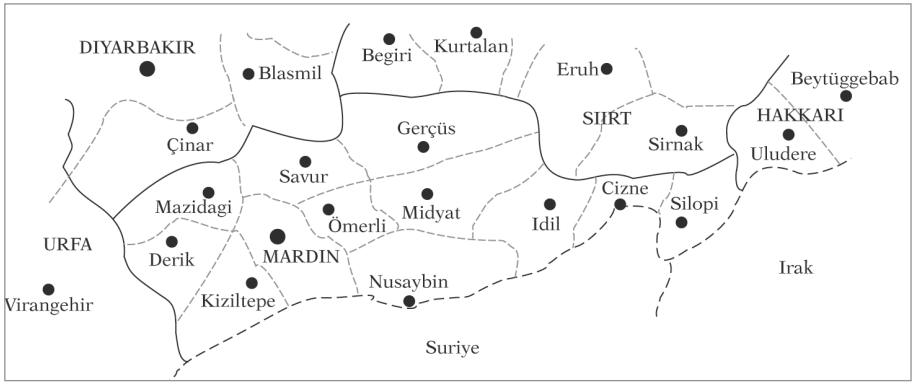 DIYARBAKIR
Begiri
Kurtalan
Blasmil
Eruh
Beytüggebab
Gerçüs
SIIRT
HAKKARI
Çinar
Sirnak
Uludere
Savur
Cizne
Mazidagi
Midyat
Silopi
Ömerli
Idil
URFA
Derik
MARDIN
Irak
Virangehir
Kiziltepe
Nusaybin
Suriye